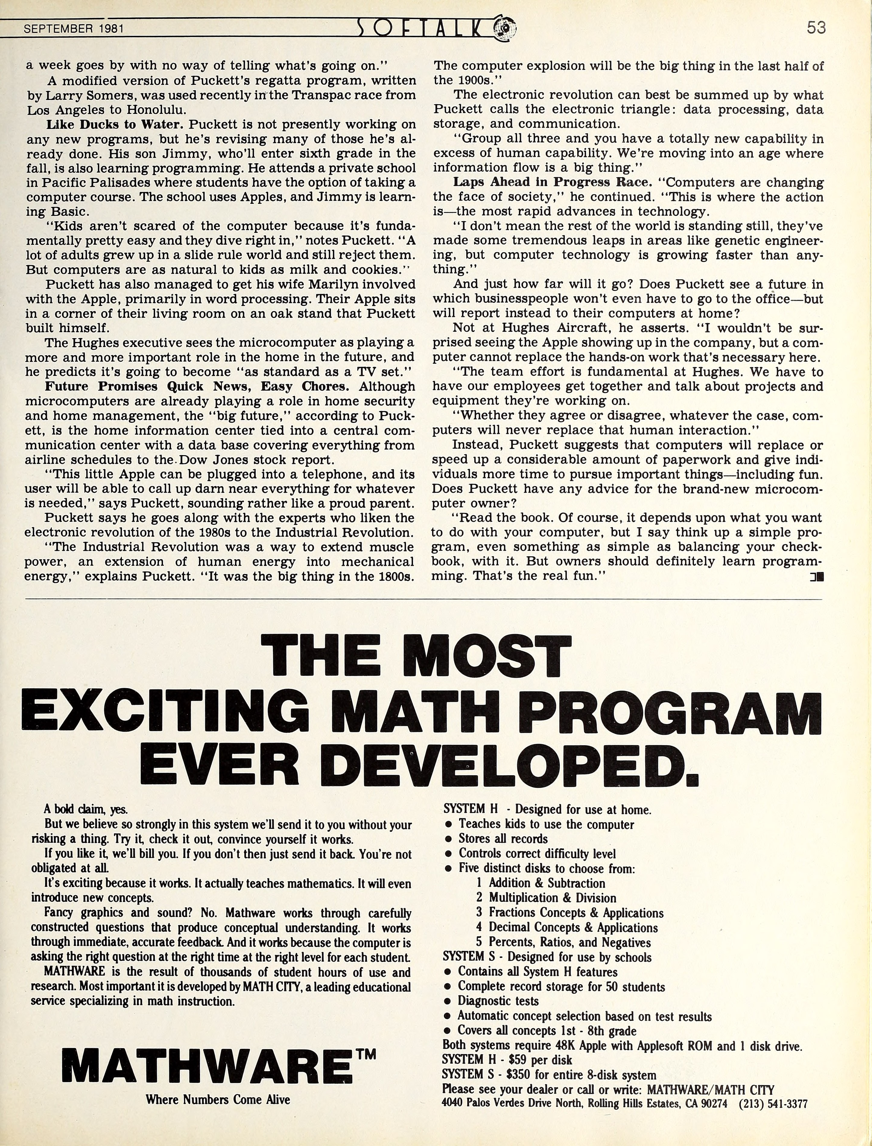 SEPTEMBER 1981
SOFTALK
53
a week goes by with no way of telling what's going on."
A modified version of Puckett's regatta program, written
by Larry Somers, was used recently in the Transpac race from
Los Angeles to Honolulu.
Like Ducks to Water. Puckett is not presently working on
any new programs, but he's revising many of those he's al-
ready done. His son Jimmy, who'll enter sixth grade in the
fall, is also learning programming. He attends a private school
in Pacific Palisades where students have the option of taking a
computer course. The school uses Apples, and Jimmy is learn-
ing Basic.
"Kids aren't scared of the computer because it's funda-
mentally pretty easy and they dive right in," notes Puckett. "A
lot of adults grew up in a slide rule world and still reject them.
But computers are as natural to kids as milk and cookies."
Puckett has also managed to get his wife Marilyn involved
with the Apple, primarily in word processing. Their Apple sits
in a corner of their living room on an oak stand that Puckett
built himself.
The Hughes executive sees the microcomputer as playing a
more and more important role in the home in the future, and
he predicts it's going to become "as standard as a TV set."
Future Promises Quick News, Easy Chores. Although
microcomputers are already playing a role in home security
and home management, the "big future," according to Puck-
ett, is the home information center tied into a central com-
munication center with a data base covering everything from
airline schedules to the Dow Jones stock report.
"This little Apple can be plugged into a telephone, and its
user will be able to call up darn near everything for whatever
is needed," says Puckett, sounding rather like a proud parent.
Puckett says he goes along with the experts who liken the
electronic revolution of the 1980s to the Industrial Revolution.
"The Industrial Revolution was a way to extend muscle
power, an extension of human energy into mechanical
energy," explains Puckett. "It was the big thing in the 1800s.
The computer explosion will be the big thing in the last half of
the 1900s."
The electronic revolution can best be summed up by what
Puckett calls the electronic triangle: data processing, data
storage, and communication.
"Group all three and you have a totally new capability in
excess of human capability. We're moving into an age where
information flow is a big thing."
Laps Ahead in Progress Race. "Computers are changing
the face of society," he continued. "This is where the action
is—the most rapid advances in technology.
"I don't mean the rest of the world is standing still, they've
made some tremendous leaps in areas like genetic engineer-
ing, but computer technology is growing faster than any-
thing."
And just how far will it go? Does Puckett see a future in
which businesspeople won't even have to go to the office—but
will report instead to their computers at home?
Not at Hughes Aircraft, he asserts. "I wouldn't be sur-
prised seeing the Apple showing up in the company, but a com-
puter cannot replace the hands-on work that's necessary here.
"The team effort is fundamental at Hughes. We have to
have our employees get together and talk about projects and
equipment they're working on.
"Whether they agree or disagree, whatever the case, com-
puters will never replace that human interaction."
Instead, Puckett suggests that computers will replace or
speed up a considerable amount of paperwork and give indi-
viduals more time to pursue important things—including fun.
Does Puckett have any advice for the brand-new microcom-
puter owner?
"Read the book. Of course, it depends upon what you want
to do with your computer, but I say think up a simple pro-
gram, even something as simple as balancing your check-
book, with it. But owners should definitely learn program-
ming. That's the real fun."
THE MOST
EXCITING MATH PROGRAM
EVER DEVELOPED.
A bold claim, yes.
But we believe so strongly in this system we'll send it to you without your
risking a thing. Try it, check it out, convince yourself it works.
If you like it, we'll bill you. If you don't then just send it back. You're not
obligated at all.
It's exciting because it works. It actually teaches mathematics. It will even
introduce new concepts.
Fancy graphics and sound? No. Mathware works through carefully
constructed questions that produce conceptual understanding. It works
through immediate, accurate feedback. And it works because the computer is
asking the right question at the right time at the right level for each student.
MATHWARE is the result of thousands of student hours of use and
research. Most important it is developed by MATH CITY, a leading educational
service specializing in math instruction.
MATHWARE™
Where Numbers Come Alive
SYSTEM H - Designed for use at home.
● Teaches kids to use the computer
● Stores all records
● Controls correct difficulty level
● Five distinct disks to choose from:
1 Addition & Subtraction
2 Multiplication & Division
3 Fractions Concepts & Applications
4 Decimal Concepts & Applications
5 Percents, Ratios, and Negatives
SYSTEM S - Designed for use by schools
● Contains all System H features
● Complete record storage for 50 students
● Diagnostic tests
● Automatic concept selection based on test results
● Covers all concepts 1st - 8th grade
Both systems require 48K Apple with Applesoft ROM and 1 disk drive.
SYSTEM H - $59 per disk
SYSTEM S - $350 for entire 8-disk system
Please see your dealer or call or write: MATHWARE/MATH CITY
4040 Palos Verdes Drive North, Rolling Hills Estates, CA 90274 (213) 541-3377